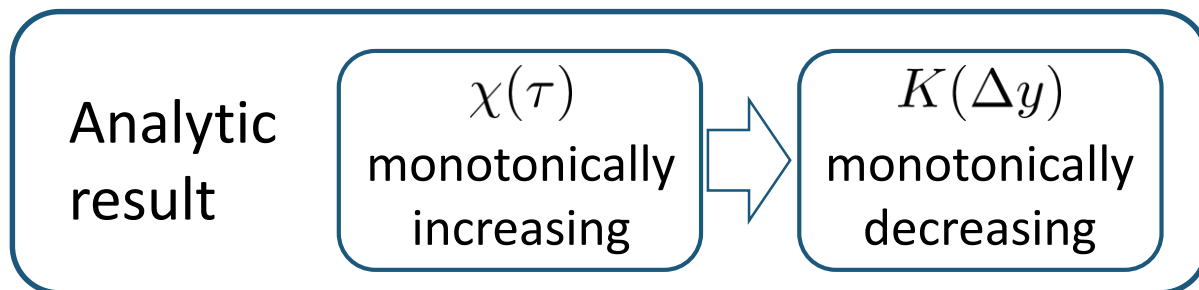 Analytic
result
χ(τ)
monotonically
increasing
K(Δy)
monotonically
decreasing